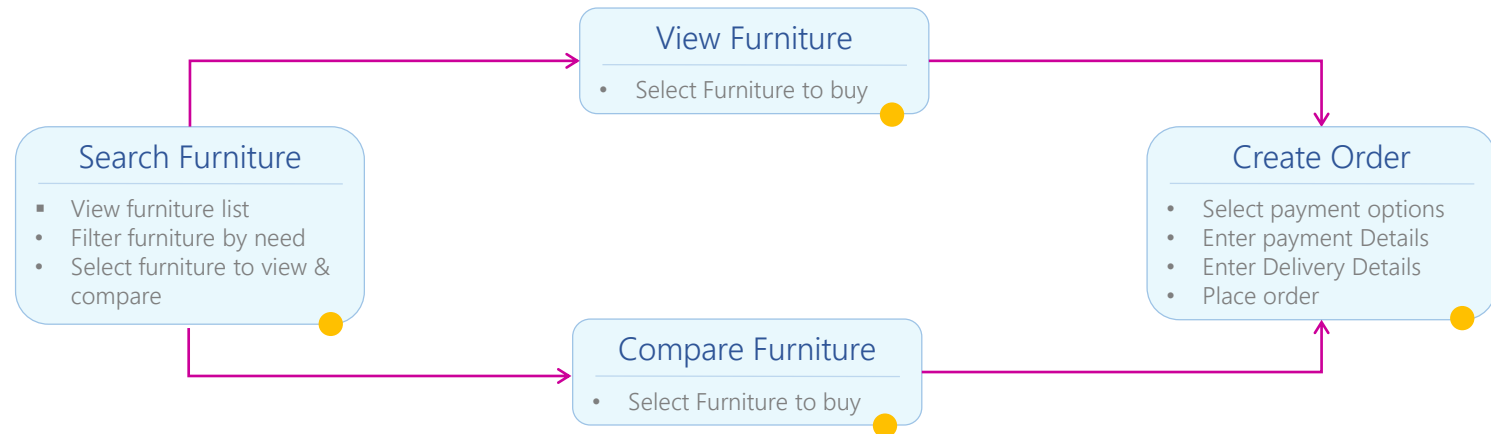 View Furniture
• Select Furniture to buy
Search Furniture
▪ View furniture list
• Filter furniture by need
• Select furniture to view &
compare
Create Order
• Select payment options
• Enter payment Details
• Enter Delivery Details
• Place order
Compare Furniture
• Select Furniture to buy